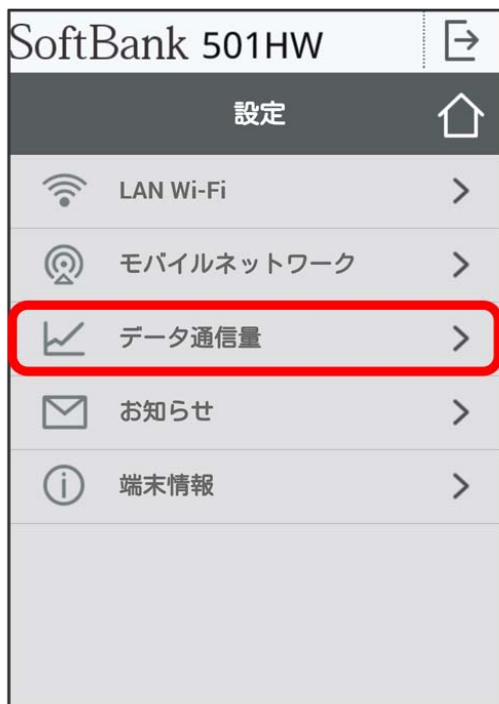 SoftBank 501HW
設定
LAN Wi-Fi
モバイルネットワーク
データ通信量
お知らせ
端末情報